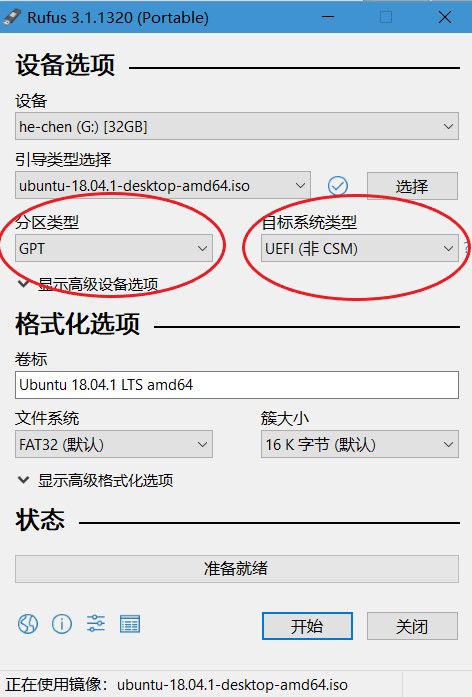 Rufus 3.1.1320 (Portable)
设备选项
设备
he-chen (G:) [32GB]
引导类型选择
ubuntu-18.04.1-desktop-amd64.iso
选择
分区类型 目标系统类型
GPT UEFI (非 CSM) ?
显示高级设备选项
格式化选项
卷标
Ubuntu 18.04.1 LTS amd64
文件系统 簇大小
FAT32 (默认) 16 K 字节 (默认)
显示高级格式化选项
状态
准备就绪
开始 关闭
正在使用镜像：ubuntu-18.04.1-desktop-amd64.iso